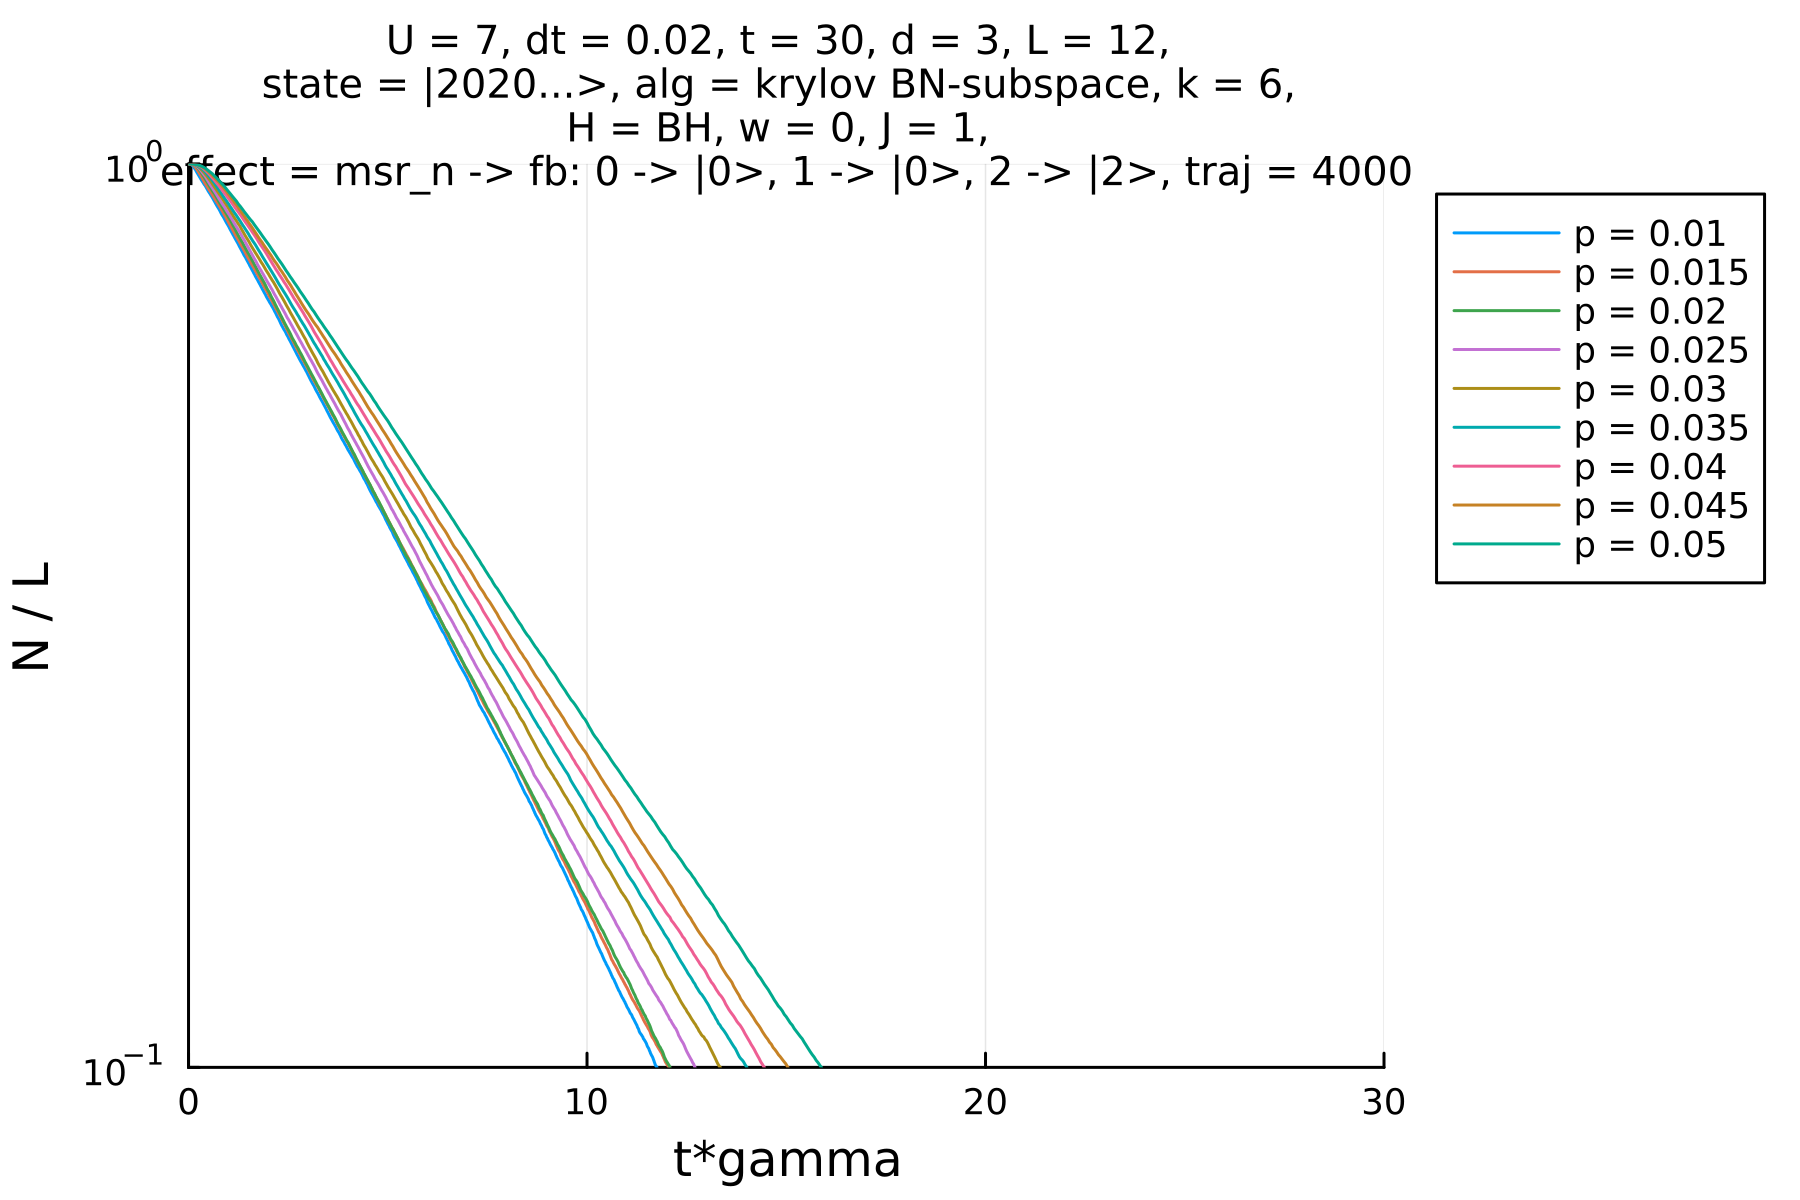 U = 7, dt = 0.02, t = 30, d = 3, L = 12,
state = |2020...>, alg = krylov BN-subspace, k = 6,
H = BH, w = 0, J = 1,
effect = msr_n -> fb: 0 -> |0>, 1 -> |0>, 2 -> |2>, traj = 4000
10⁰
p = 0.01
p = 0.015
p = 0.02
p = 0.025
p = 0.03
p = 0.035
p = 0.04
p = 0.045
p = 0.05
N / L
10⁻¹
0 10 20 30
t*gamma